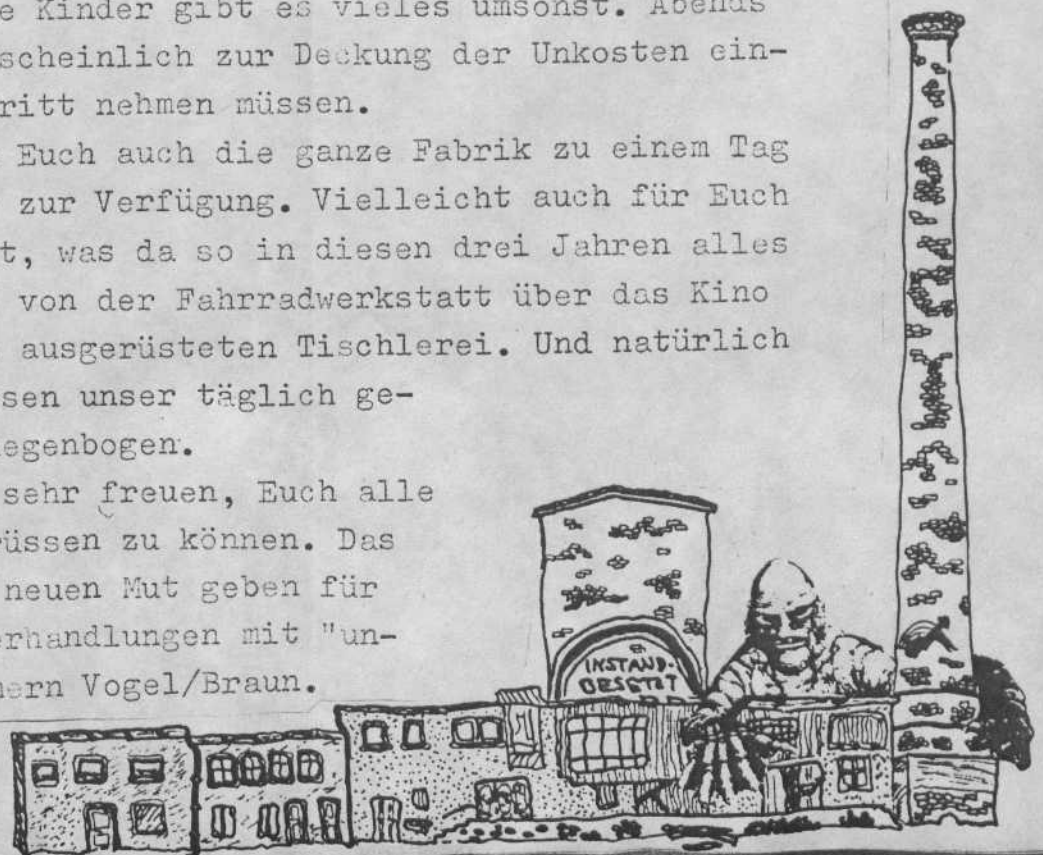 e Kinder gibt es vieles umsonst. Abends
scheinlich zur Deckung der Unkosten ein-
ritt nehmen müssen.
Euch auch die ganze Fabrik zu einem Tag
zur Verfügung. Vielleicht auch für Euch
t, was da so in diesen drei Jahren alles
von der Fahrradwerkstatt über das Kino
ausgerüsteten Tischlerei. Und natürlich
sen unser täglich ge-
egenbogen.
sehr freuen, Euch alle
rüssen zu können. Das
neuen Mut geben für
erhandlungen mit "un-
nern Vogel/Braun.
INSTAND-
BESETZT